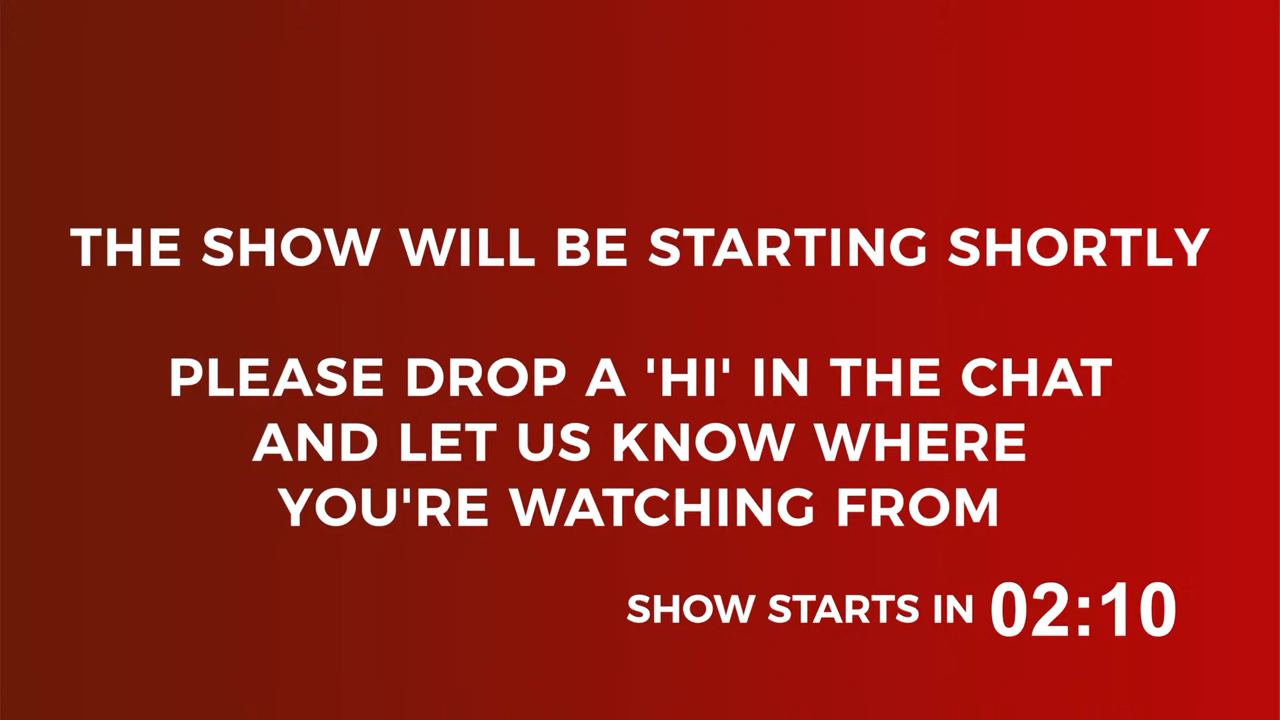 THE SHOW WILL BE STARTING SHORTLY
PLEASE DROP A 'HI' IN THE CHAT
AND LET US KNOW WHERE
YOU'RE WATCHING FROM
SHOW STARTS IN 02:10